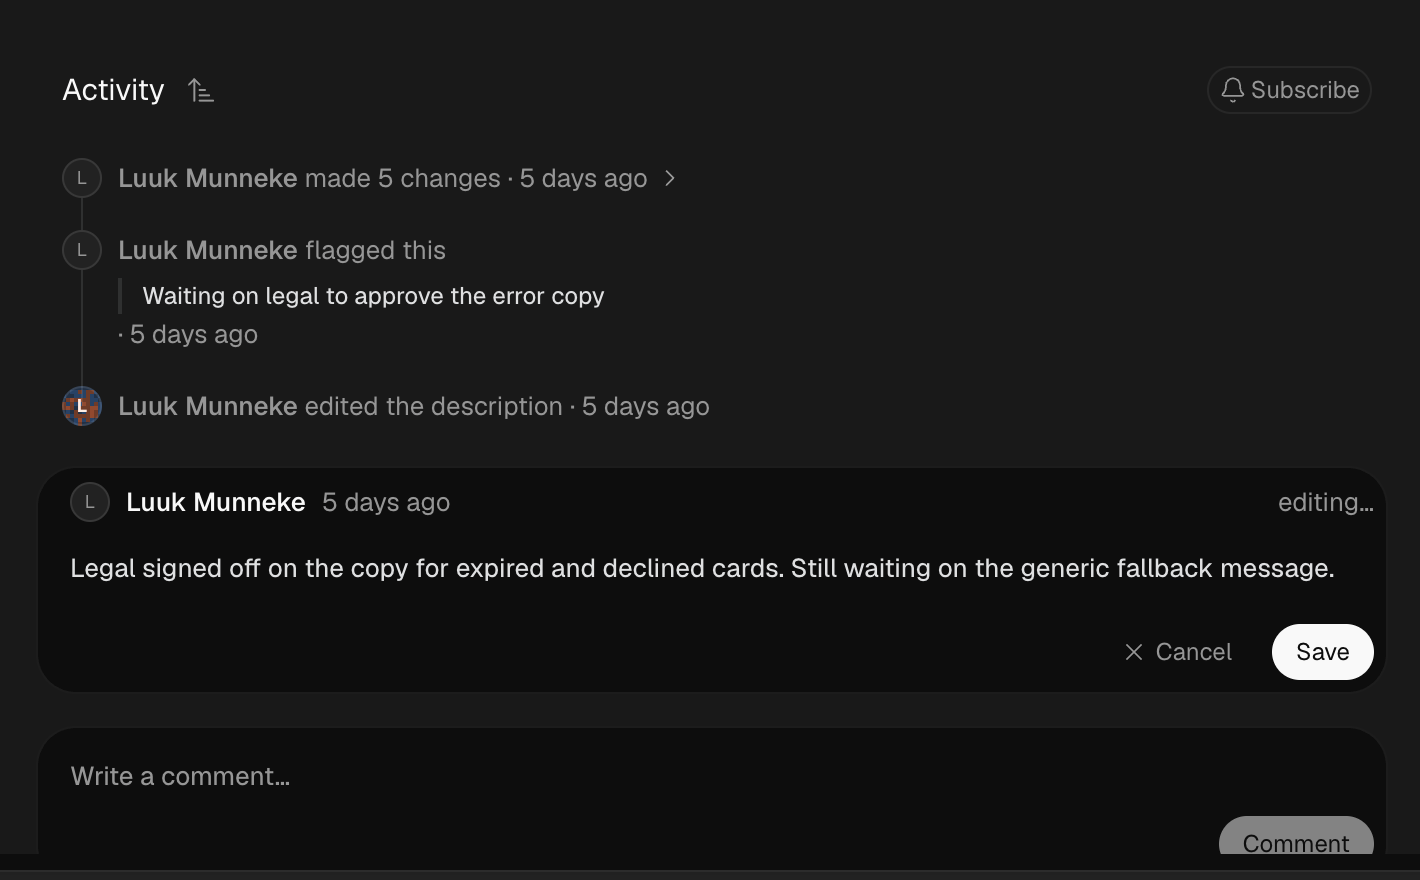 Activity
Subscribe
L
Luuk Munneke made 5 changes · 5 days ago
L
Luuk Munneke flagged this
Waiting on legal to approve the error copy
· 5 days ago
L
Luuk Munneke edited the description · 5 days ago
L
Luuk Munneke 5 days ago
editing…
Legal signed off on the copy for expired and declined cards. Still waiting on the generic fallback message.
Cancel
Save
Write a comment…
Comment